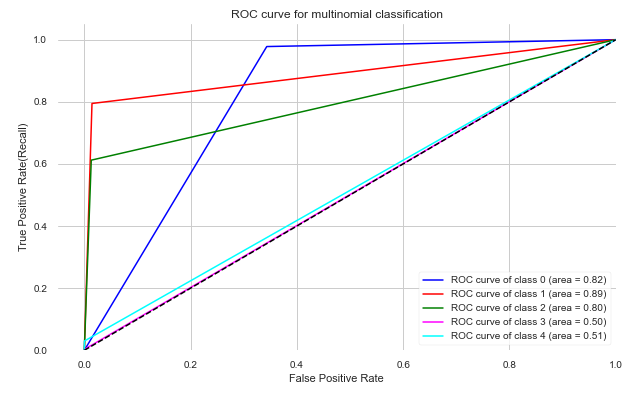 ROC curve for multinomial classification
True Positive Rate(Recall)
1.0
0.8
0.6
0.4
0.2
0.0
ROC curve of class 0 (area = 0.82)
ROC curve of class 1 (area = 0.89)
ROC curve of class 2 (area = 0.80)
ROC curve of class 3 (area = 0.50)
ROC curve of class 4 (area = 0.51)
0.0 0.2 0.4 0.6 0.8 1.0
False Positive Rate